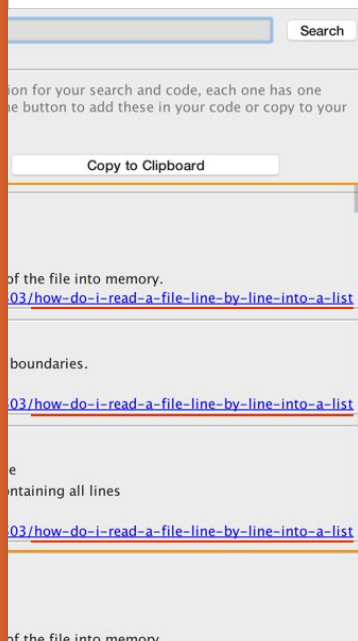 Search
ion for your search and code, each one has one
e button to add these in your code or copy to your
Copy to Clipboard
of the file into memory.
03/how-do-i-read-a-file-line-by-line-into-a-list
boundaries.
03/how-do-i-read-a-file-line-by-line-into-a-list
e
ontaining all lines
03/how-do-i-read-a-file-line-by-line-into-a-list
of the file into memory